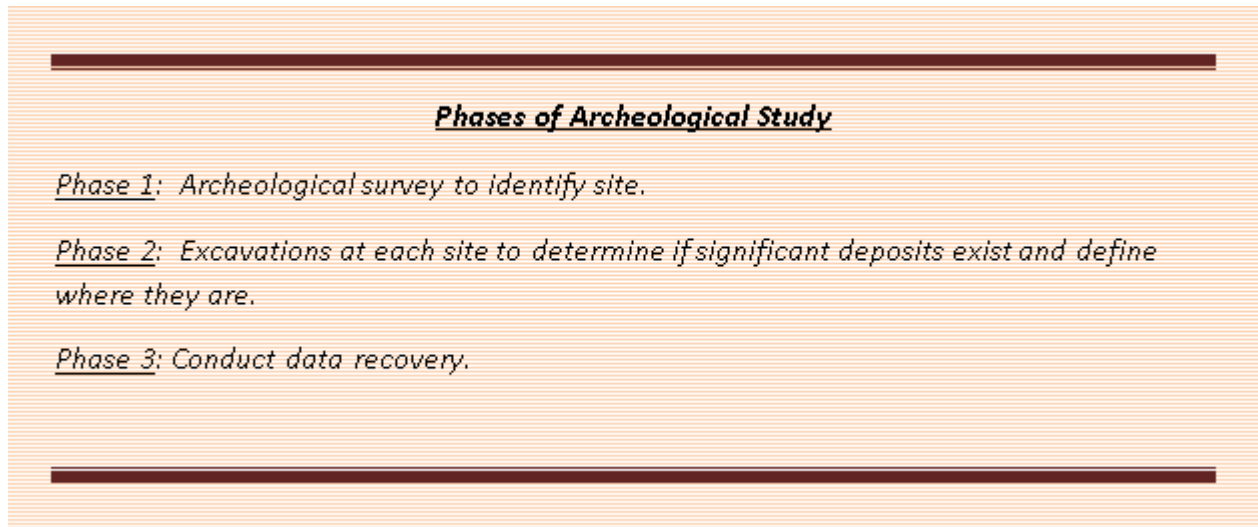 Phases of Archeological Study
Phase 1:  Archeological survey to identify site.
Phase 2:  Excavations at each site to determine if significant deposits exist and define
where they are.
Phase 3: Conduct data recovery.